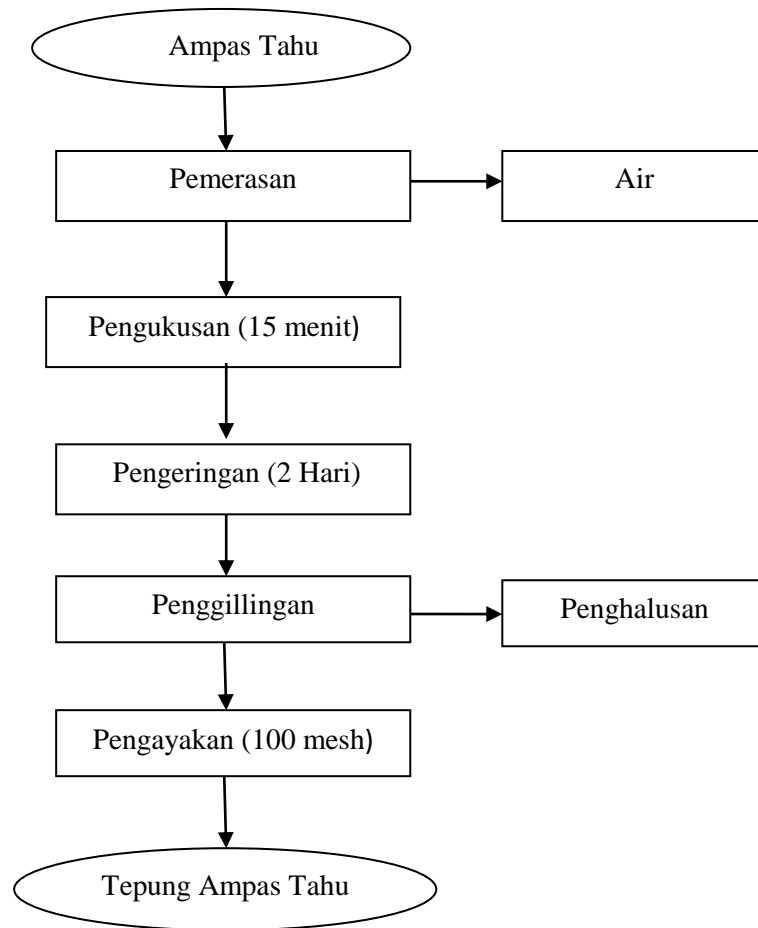 Ampas Tahu
Pemerasan
Air
Pengukusan (15 menit)
Pengeringan (2 Hari)
Penggillingan
Penghalusan
Pengayakan (100 mesh)
Tepung Ampas Tahu